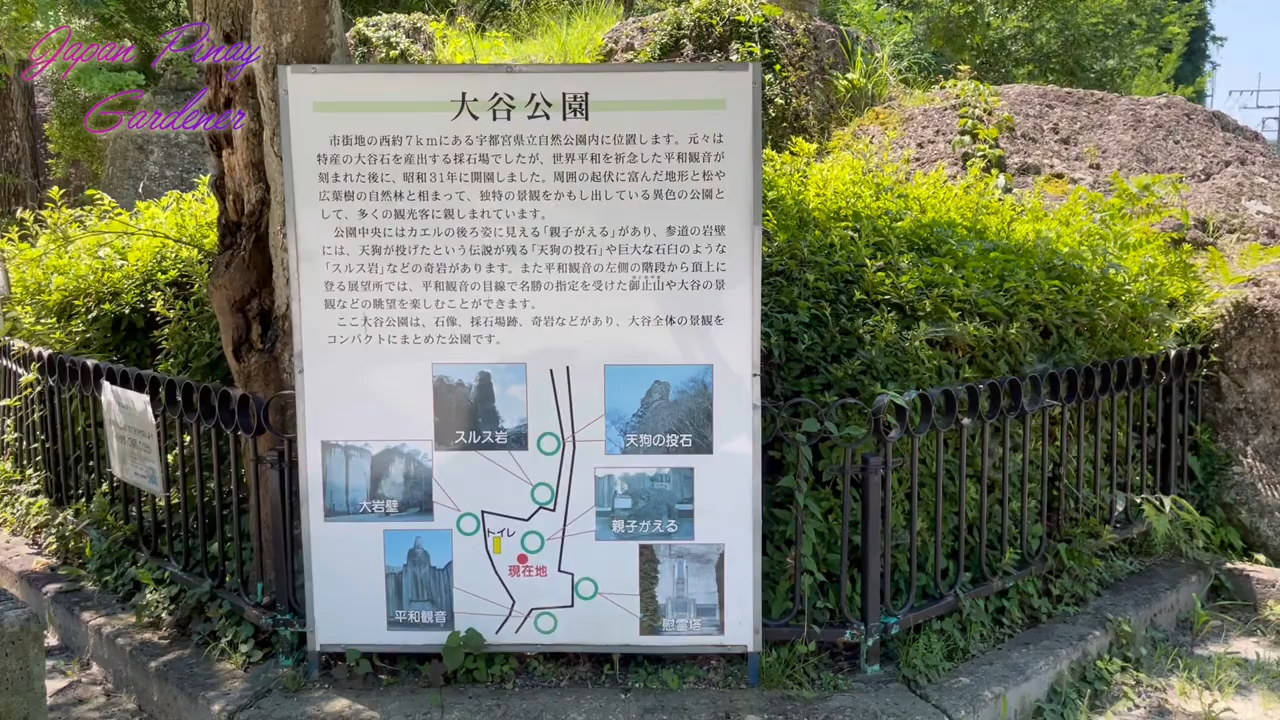 Japan Pinay
Gardener
大谷公園
市街地の西約７ｋｍにある宇都宮県立自然公園内に位置します。元々は
特産の大谷石を産出する採石場でしたが、世界平和を祈念した平和観音が
刻まれた後に、昭和31年に開園しました。周囲の起伏に富んだ地形と松や
広葉樹の自然林と相まって、独特の景観をかもし出している異色の公園と
して、多くの観光客に親しまれています。
公園中央にはカエルの後ろ姿に見える「親子がえる」があり、参道の岩壁
には、天狗が投げたという伝説が残る「天狗の投石」や巨大な石臼のような
「スルス岩」などの奇岩があります。また平和観音の左側の階段から頂上に
登る展望所では、平和観音の目線で名勝の指定を受けた御止山や大谷の景
観などの眺望を楽しむことができます。
ここ大谷公園は、石像、採石場跡、奇岩などがあり、大谷全体の景観を
コンパクトにまとめた公園です。
スルス岩
天狗の投石
大岩壁
トイレ
親子がえる
現在地
平和観音
慰霊塔